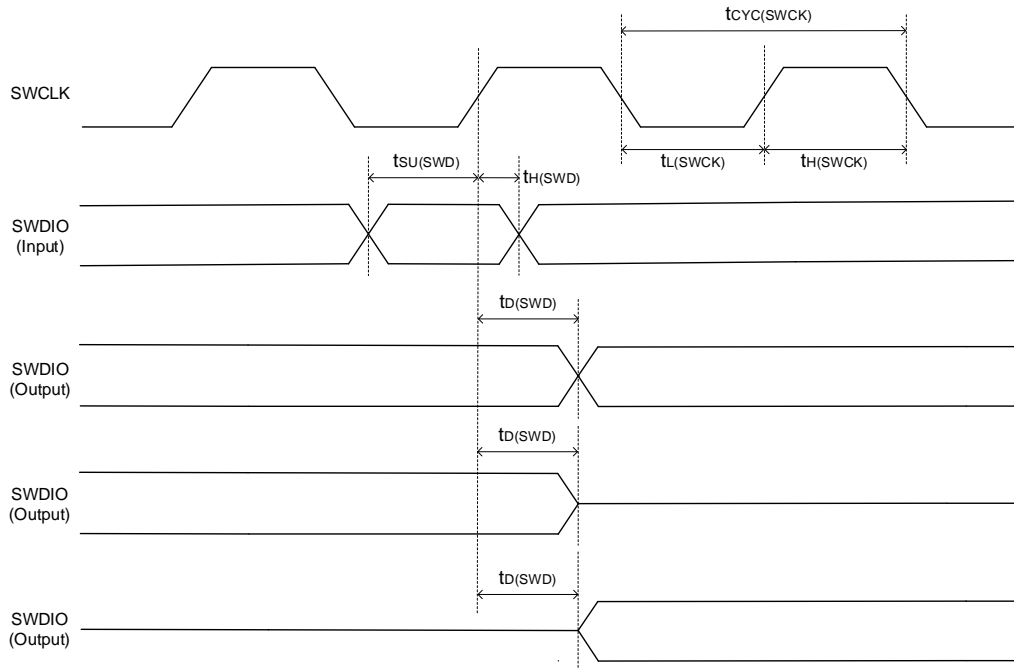 tCYC(SWCK)
SWCLK
tSU(SWD)
tH(SWD)
tL(SWCK)
tH(SWCK)
SWDIO
(Input)
tD(SWD)
SWDIO
(Output)
tD(SWD)
SWDIO
(Output)
tD(SWD)
SWDIO
(Output)